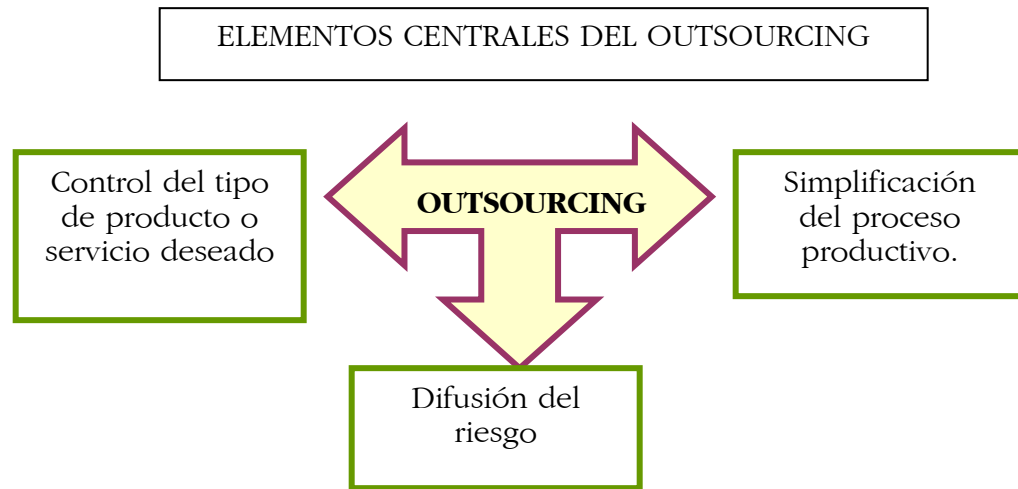 ELEMENTOS CENTRALES DEL OUTSOURCING
Control del tipo
de producto o
servicio deseado
OUTSOURCING
Simplificación
del proceso
productivo.
Difusión del
riesgo